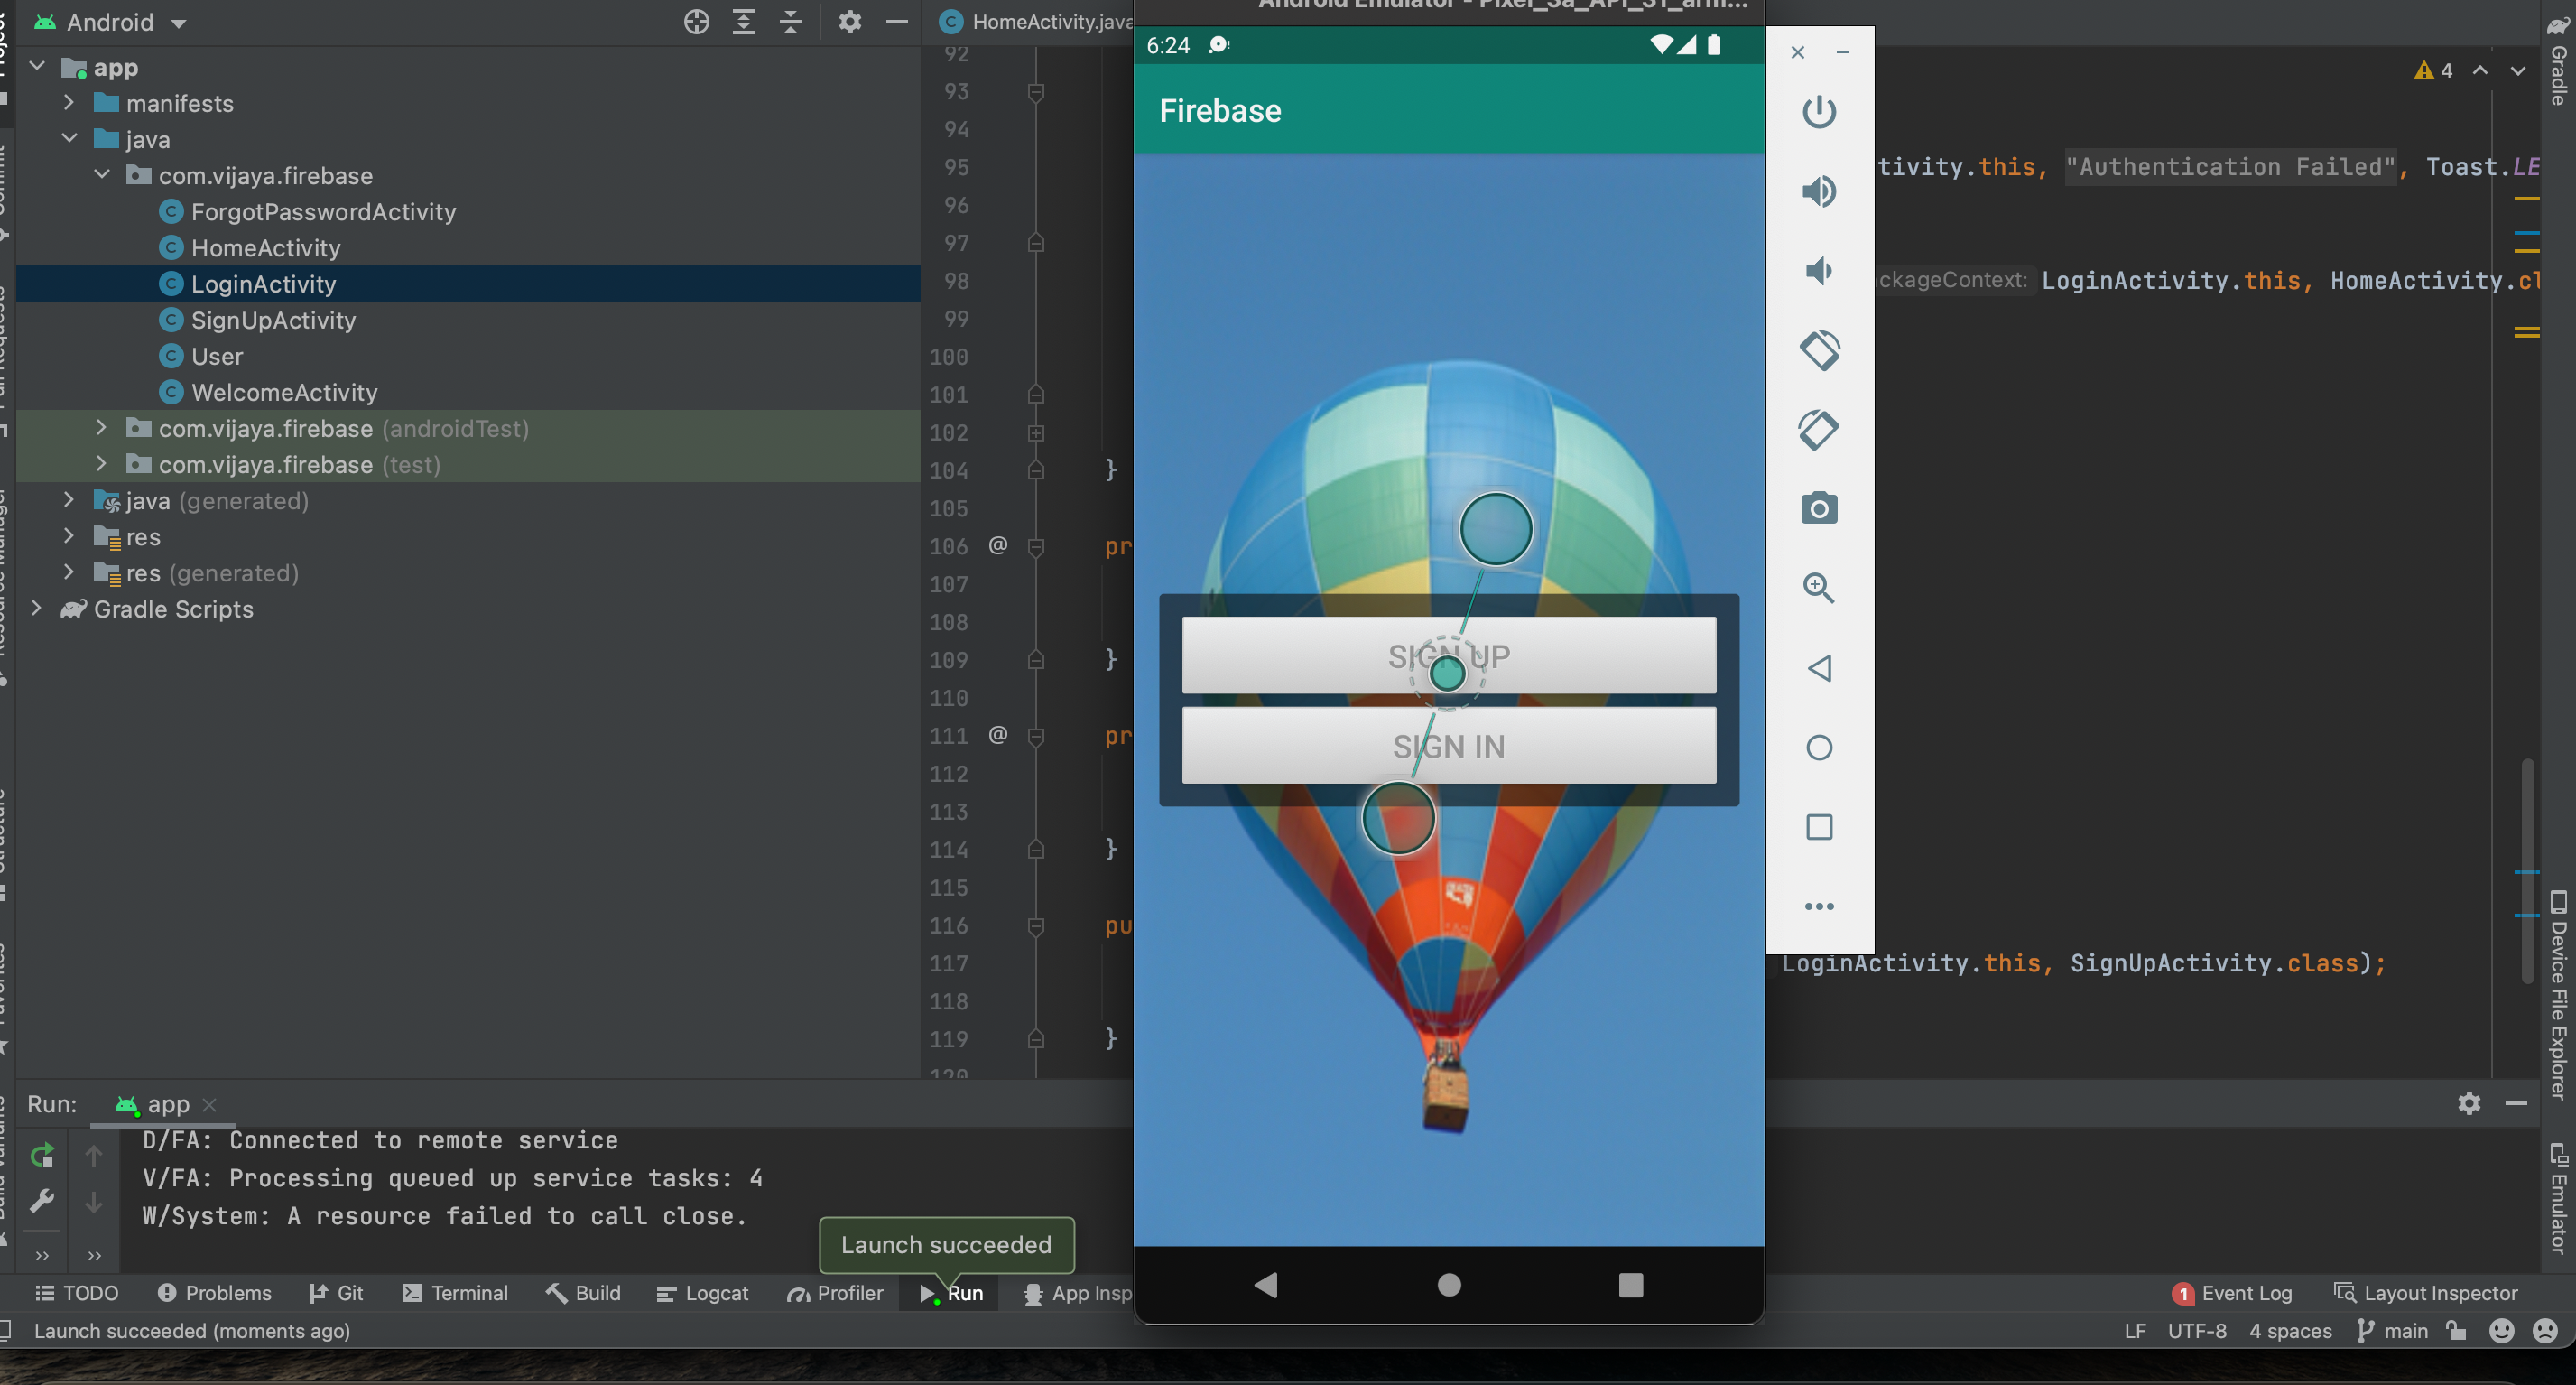 Android
app
manifests
java
com.vijaya.firebase
ForgotPasswordActivity
HomeActivity
LoginActivity
SignUpActivity
User
WelcomeActivity
com.vijaya.firebase (androidTest)
com.vijaya.firebase (test)
java (generated)
res
res (generated)
Gradle Scripts
HomeActivity.java
92
93
94
95
96
97
98
99
100
101
102
104 }
105
106 @ pr
107
108
109 }
110
111 @ pr
112
113
114 }
115
116 pu
117
118
119 }
120
6:24
Firebase
SIGN UP
SIGN IN
4
tivity.this, "Authentication Failed", Toast.LE
ckageContext: LoginActivity.this, HomeActivity.cl
LoginActivity.this, SignUpActivity.class);
Gradle
Device File Explorer
Emulator
Run: app
D/FA: Connected to remote service
V/FA: Processing queued up service tasks: 4
W/System: A resource failed to call close.
Launch succeeded
TODO Problems Git Terminal Build Logcat Profiler Run App Insp
1 Event Log Layout Inspector
Launch succeeded (moments ago)
LF UTF-8 4 spaces main